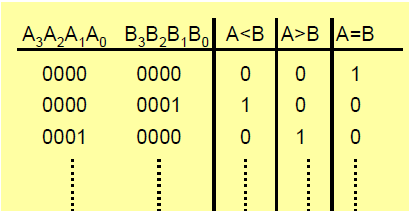 A₃A₂A₁A₀ B₃B₂B₁B₀ A<B A>B A=B
0000 0000 0 0 1
0000 0001 1 0 0
0001 0000 0 1 0